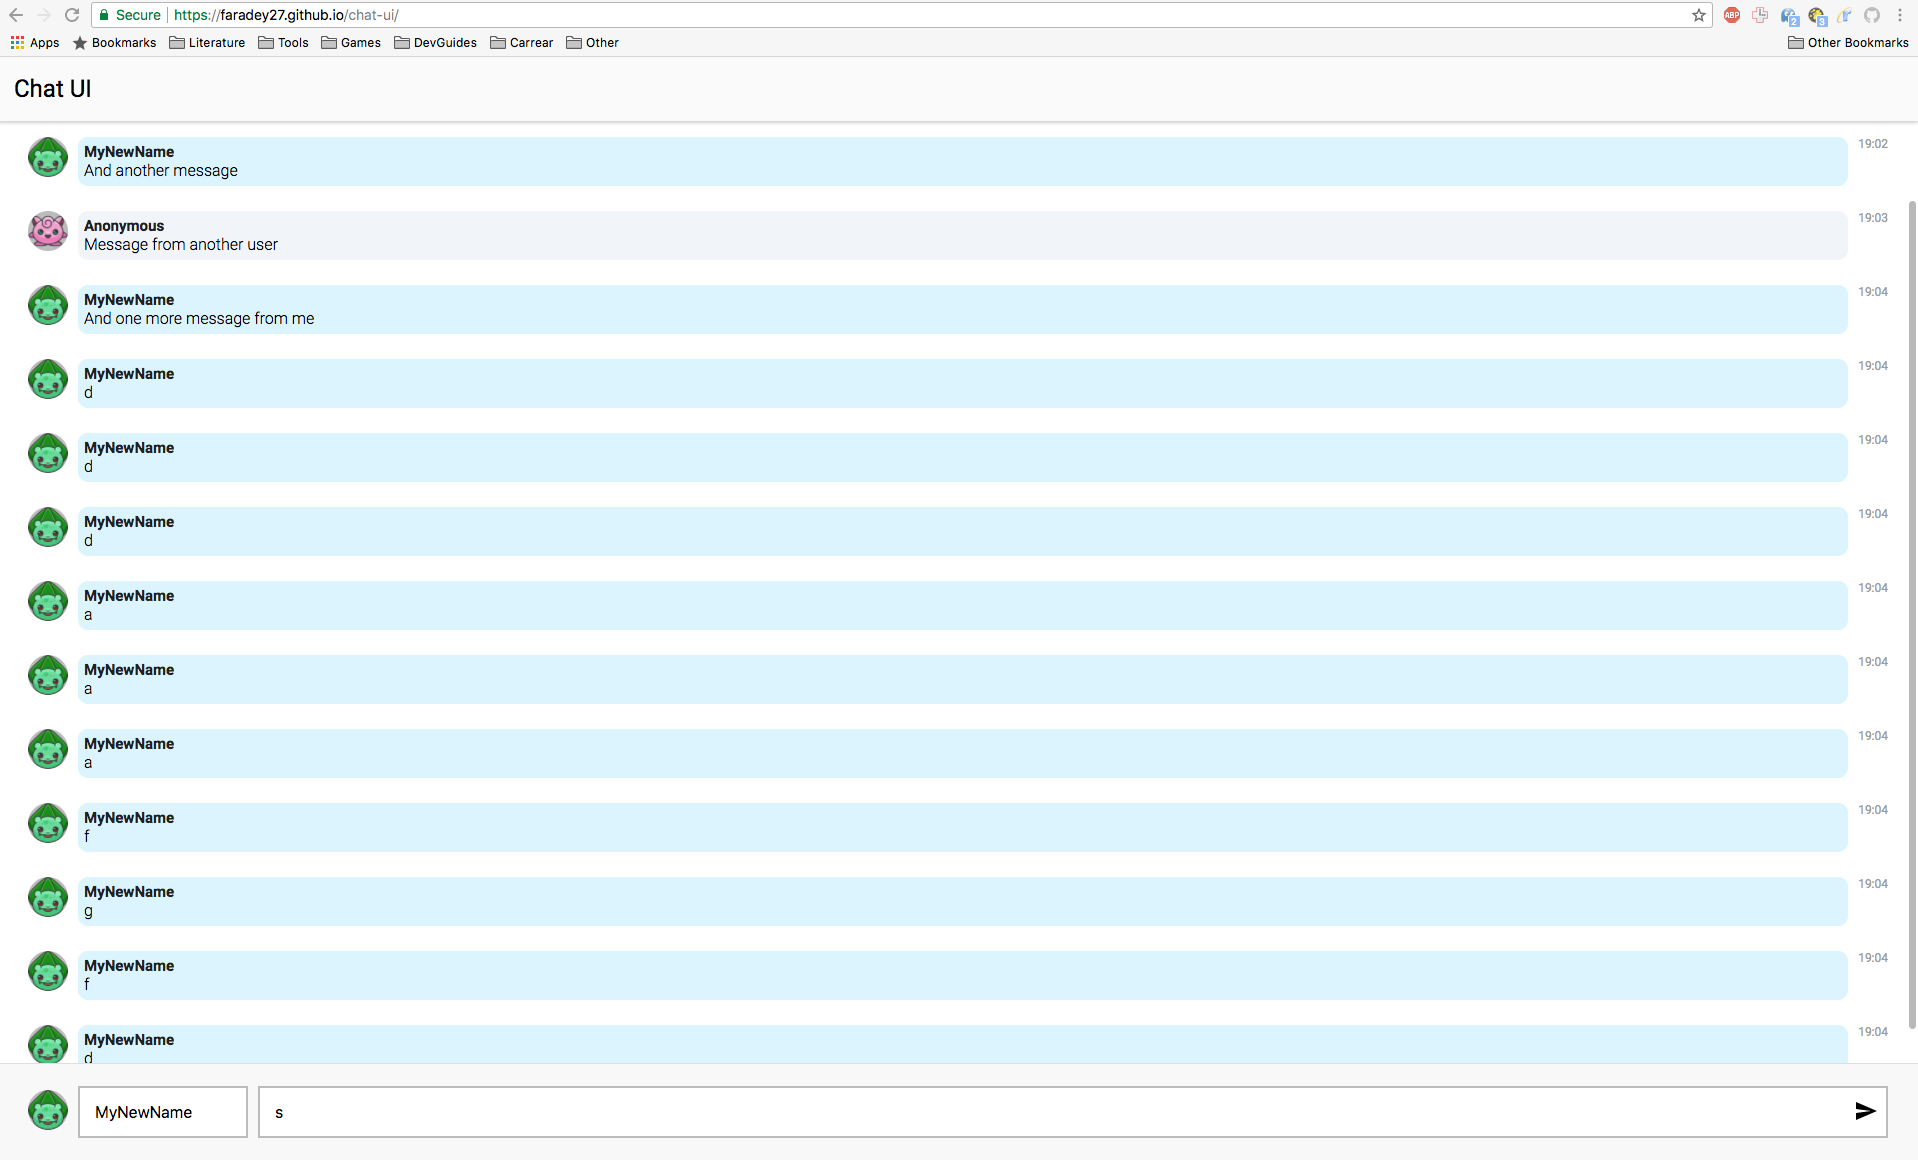 Secure https://faradey27.github.io/chat-ui/
ABP 2 3
Apps Bookmarks Literature Tools Games DevGuides Carrear Other Other Bookmarks
Chat UI
MyNewName 19:02
And another message
Anonymous 19:03
Message from another user
MyNewName 19:04
And one more message from me
MyNewName 19:04
d
MyNewName 19:04
d
MyNewName 19:04
d
MyNewName 19:04
a
MyNewName 19:04
a
MyNewName 19:04
a
MyNewName 19:04
f
MyNewName 19:04
g
MyNewName 19:04
f
MyNewName 19:04
d
MyNewName s